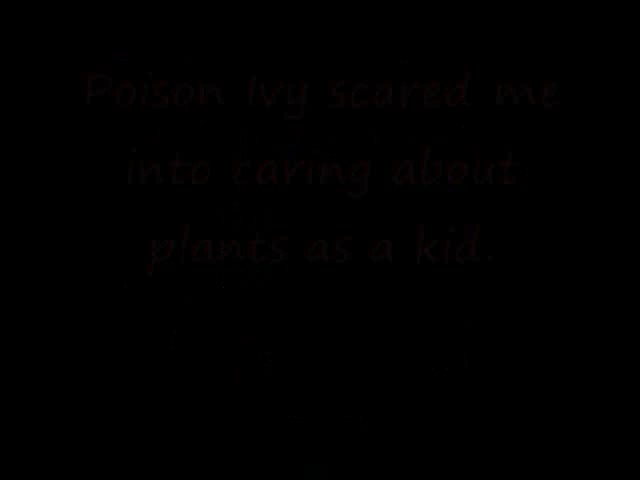 Poison Ivy scared me
into caring about
plants as a kid.